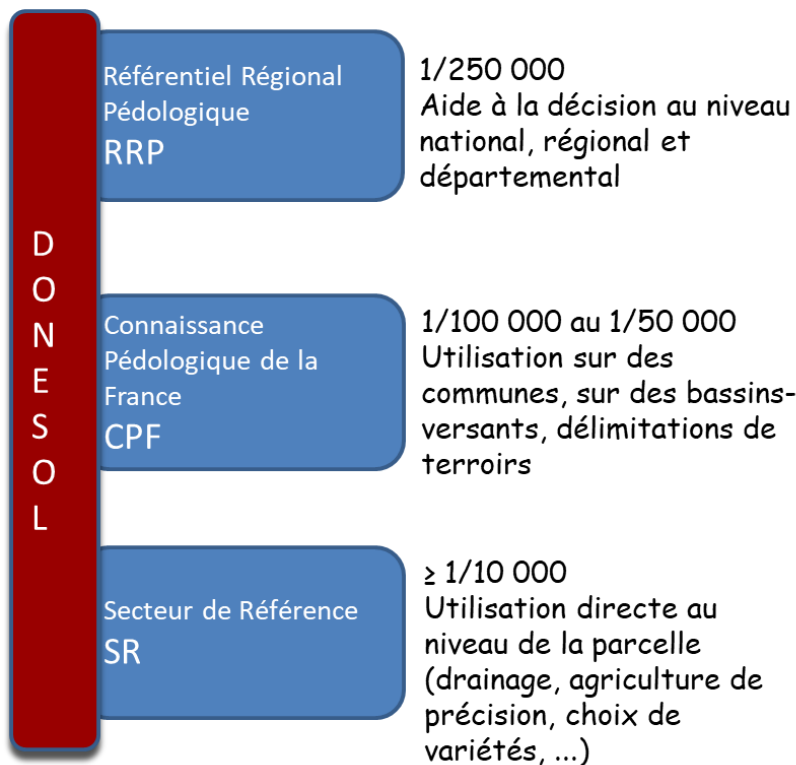 DONESOL
Référentiel Régional
Pédologique
RRP
1/250 000
Aide à la décision au niveau
national, régional et
départemental
Connaissance
Pédologique de la
France
CPF
1/100 000 au 1/50 000
Utilisation sur des
communes, sur des bassins-
versants, délimitations de
terroirs
Secteur de Référence
SR
≥ 1/10 000
Utilisation directe au
niveau de la parcelle
(drainage, agriculture de
précision, choix de
variétés, ...)